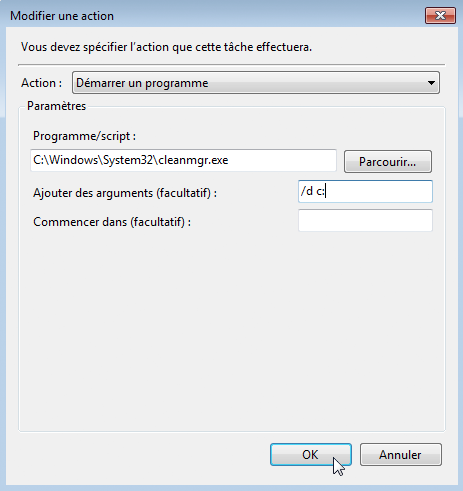 Modifier une action
Vous devez spécifier l'action que cette tâche effectuera.
Action : Démarrer un programme
Paramètres
Programme/script :
C:\Windows\System32\cleanmgr.exe Parcourir...
Ajouter des arguments (facultatif) : /d c:
Commencer dans (facultatif) :
OK Annuler